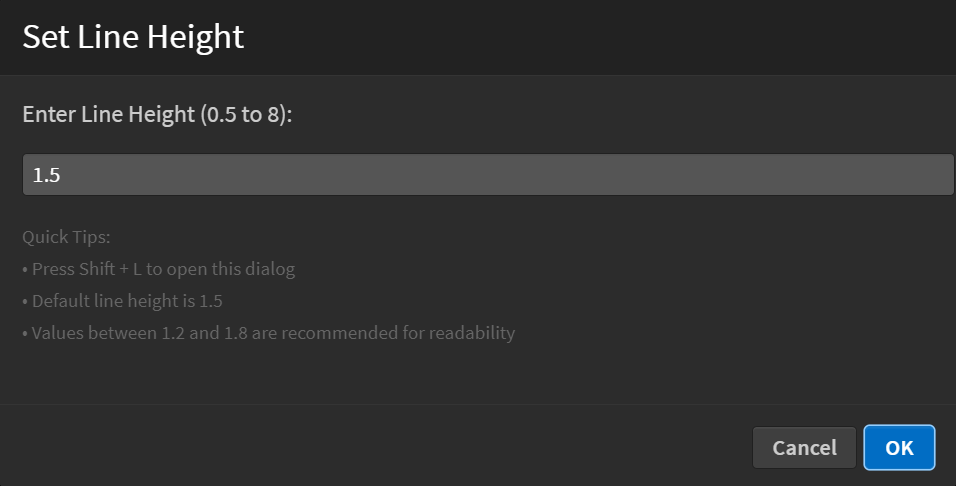 Set Line Height
Enter Line Height (0.5 to 8):
1.5
Quick Tips:
• Press Shift + L to open this dialog
• Default line height is 1.5
• Values between 1.2 and 1.8 are recommended for readability
Cancel OK